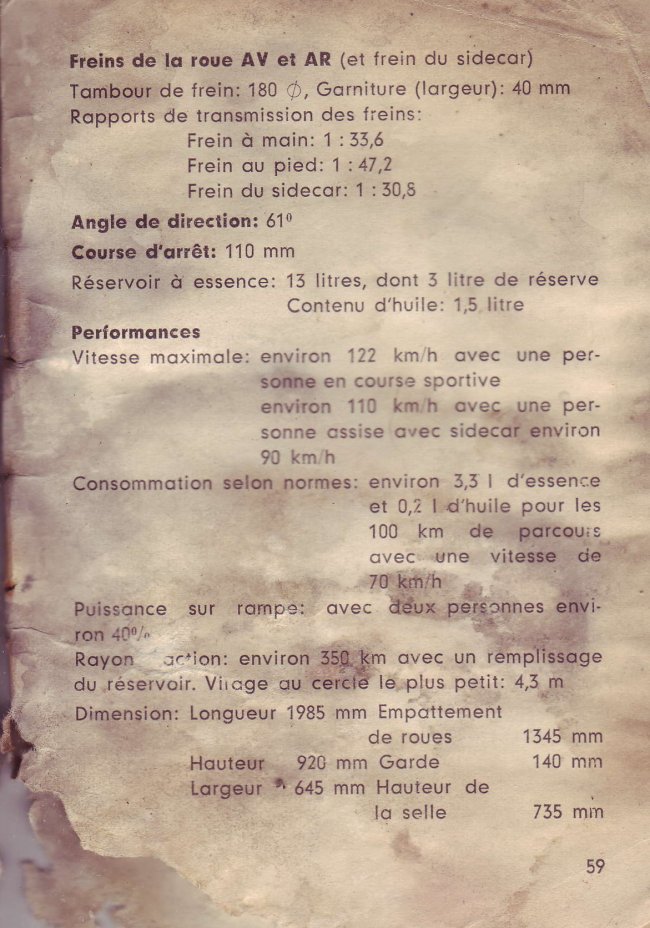 Freins de la roue AV et AR (et frein du sidecar)
Tambour de frein: 180 ⌀, Garniture (largeur): 40 mm
Rapports de transmission des freins:
Frein à main: 1 : 33,6
Frein au pied: 1 : 47,2
Frein du sidecar: 1 : 30,8
Angle de direction: 61⁰
Course d'arrêt: 110 mm
Réservoir à essence: 13 litres, dont 3 litre de réserve
Contenu d'huile: 1,5 litre
Performances
Vitesse maximale: environ 122 km/h avec une per-
sonne en course sportive
environ 110 km/h avec une per-
sonne assise avec sidecar environ
90 km/h
Consommation selon normes: environ 3,3 l d'essence
et 0,2 l d'huile pour les
100 km de parcours
avec une vitesse de
70 km/h
Puissance sur rampe: avec deux personnes envi-
ron 40%
Rayon action: environ 350 km avec un remplissage
du réservoir. Virage au cercle le plus petit: 4,3 m
Dimension: Longueur 1985 mm Empattement
de roues 1345 mm
Hauteur 920 mm Garde 140 mm
Largeur 645 mm Hauteur de
la selle 735 mm
59